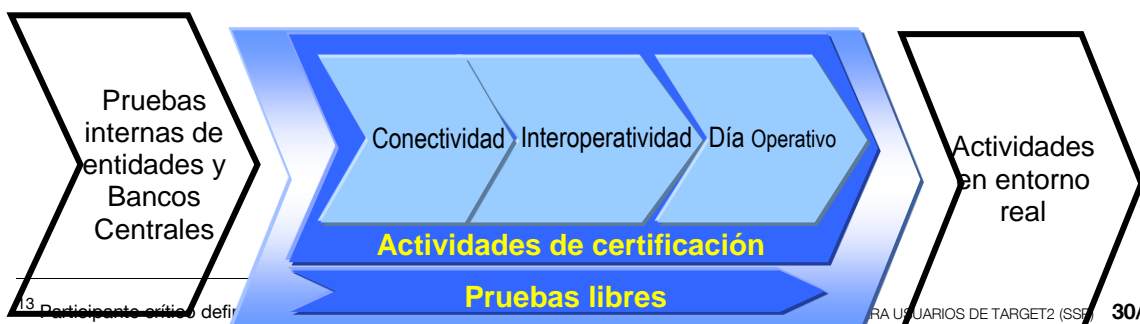 Pruebas
internas de
entidades y
Bancos
Centrales
Conectividad
Interoperatividad
Día Operativo
Actividades de certificación
Pruebas libres
Actividades
en entorno
real
13 Participante crítico defi
RA USUARIOS DE TARGET2 (SSP) 30/